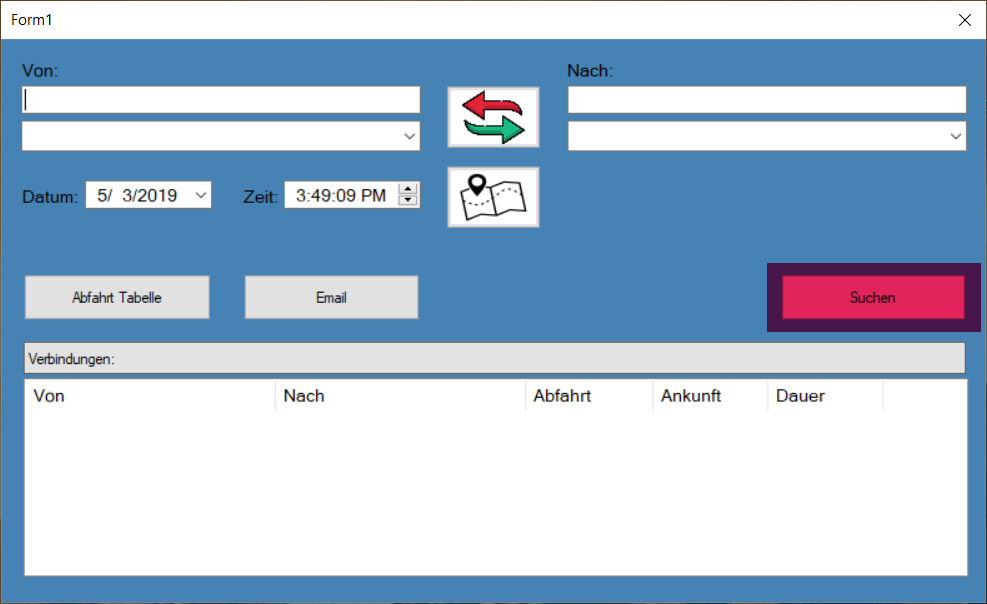 Form1
Von:
Nach:
Datum: 5/ 3/2019 Zeit: 3:49:09 PM
Abfahrt Tabelle
Email
Suchen
Verbindungen:
Von Nach Abfahrt Ankunft Dauer